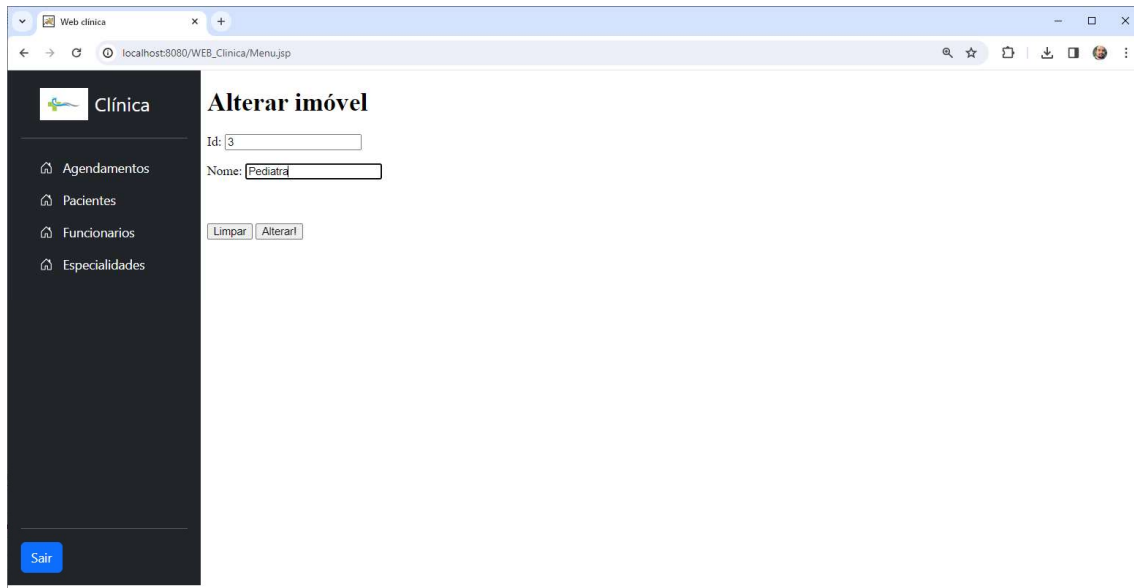 Web clínica
localhost:8080/WEB_Clinica/Menu.jsp
Clínica
Agendamentos
Pacientes
Funcionarios
Especialidades
Sair
Alterar imóvel
Id: 3
Nome: Pediatra
Limpar Alterar!